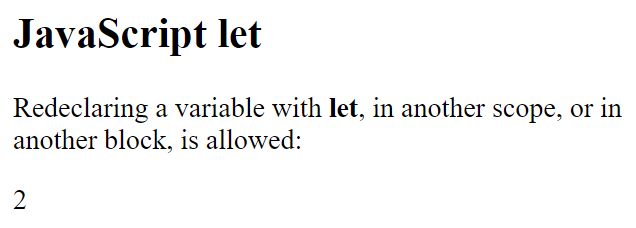 JavaScript let
Redeclaring a variable with let, in another scope, or in
another block, is allowed:
2